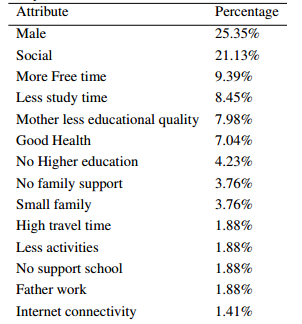 Attribute Percentage
Male 25.35%
Social 21.13%
More Free time 9.39%
Less study time 8.45%
Mother less educational quality 7.98%
Good Health 7.04%
No Higher education 4.23%
No family support 3.76%
Small family 3.76%
High travel time 1.88%
Less activities 1.88%
No support school 1.88%
Father work 1.88%
Internet connectivity 1.41%